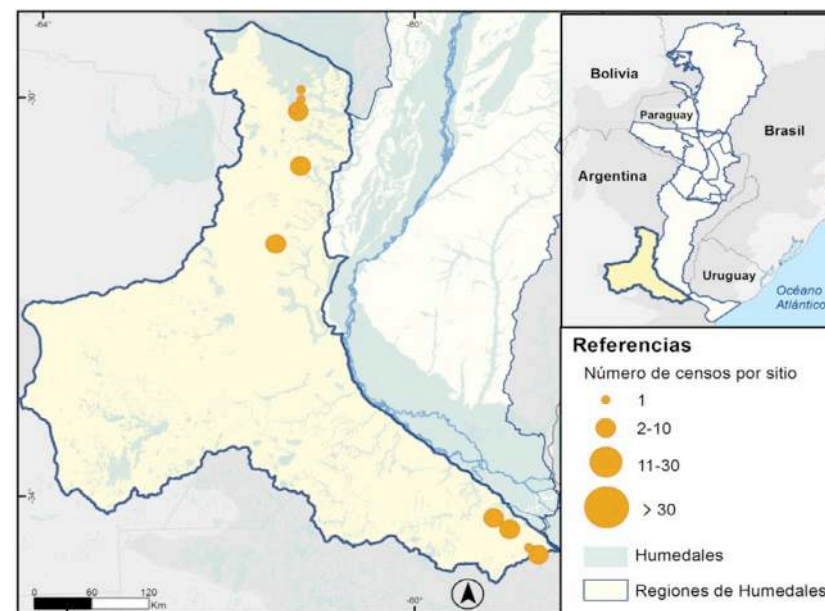 -64°
-60°
-30°
-34°
-60°
0 60 120
Km
Bolivia
Paraguay
Brasil
Argentina
Uruguay
Océano
Atlántico
Referencias
Número de censos por sitio
1
2-10
11-30
> 30
Humedales
Regiones de Humedales